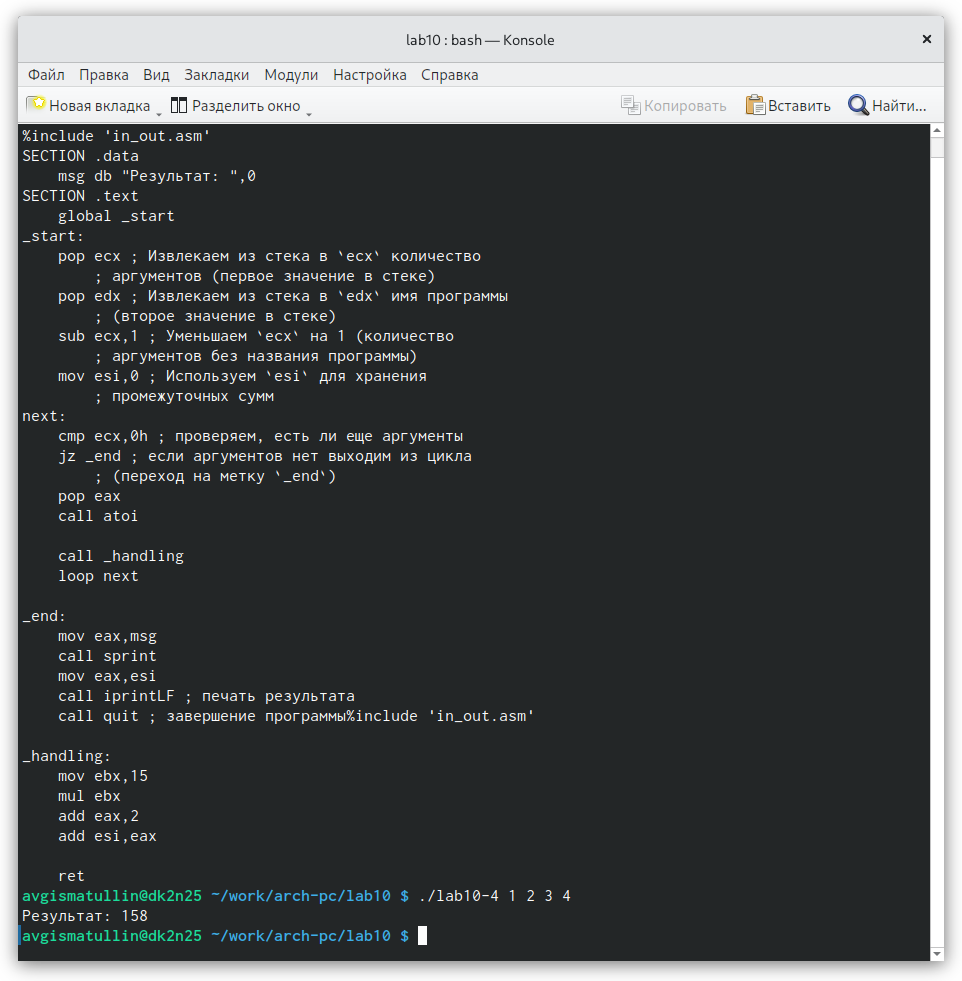 lab10 : bash — Konsole
Файл Правка Вид Закладки Модули Настройка Справка
Новая вкладка Разделить окно Копировать Вставить Найти...
%include 'in_out.asm'
SECTION .data
    msg db "Результат: ",0
SECTION .text
    global _start
_start:
    pop ecx ; Извлекаем из стека в `ecx` количество
        ; аргументов (первое значение в стеке)
    pop edx ; Извлекаем из стека в `edx` имя программы
        ; (второе значение в стеке)
    sub ecx,1 ; Уменьшаем `ecx` на 1 (количество
        ; аргументов без названия программы)
    mov esi,0 ; Используем `esi` для хранения
        ; промежуточных сумм
next:
    cmp ecx,0h ; проверяем, есть ли еще аргументы
    jz _end ; если аргументов нет выходим из цикла
        ; (переход на метку `_end`)
    pop eax
    call atoi
    call _handling
    loop next
_end:
    mov eax,msg
    call sprint
    mov eax,esi
    call iprintLF ; печать результата
    call quit ; завершение программы%include 'in_out.asm'
_handling:
    mov ebx,15
    mul ebx
    add eax,2
    add esi,eax
    ret
avgismatullin@dk2n25 ~/work/arch-pc/lab10 $ ./lab10-4 1 2 3 4
Результат: 158
avgismatullin@dk2n25 ~/work/arch-pc/lab10 $